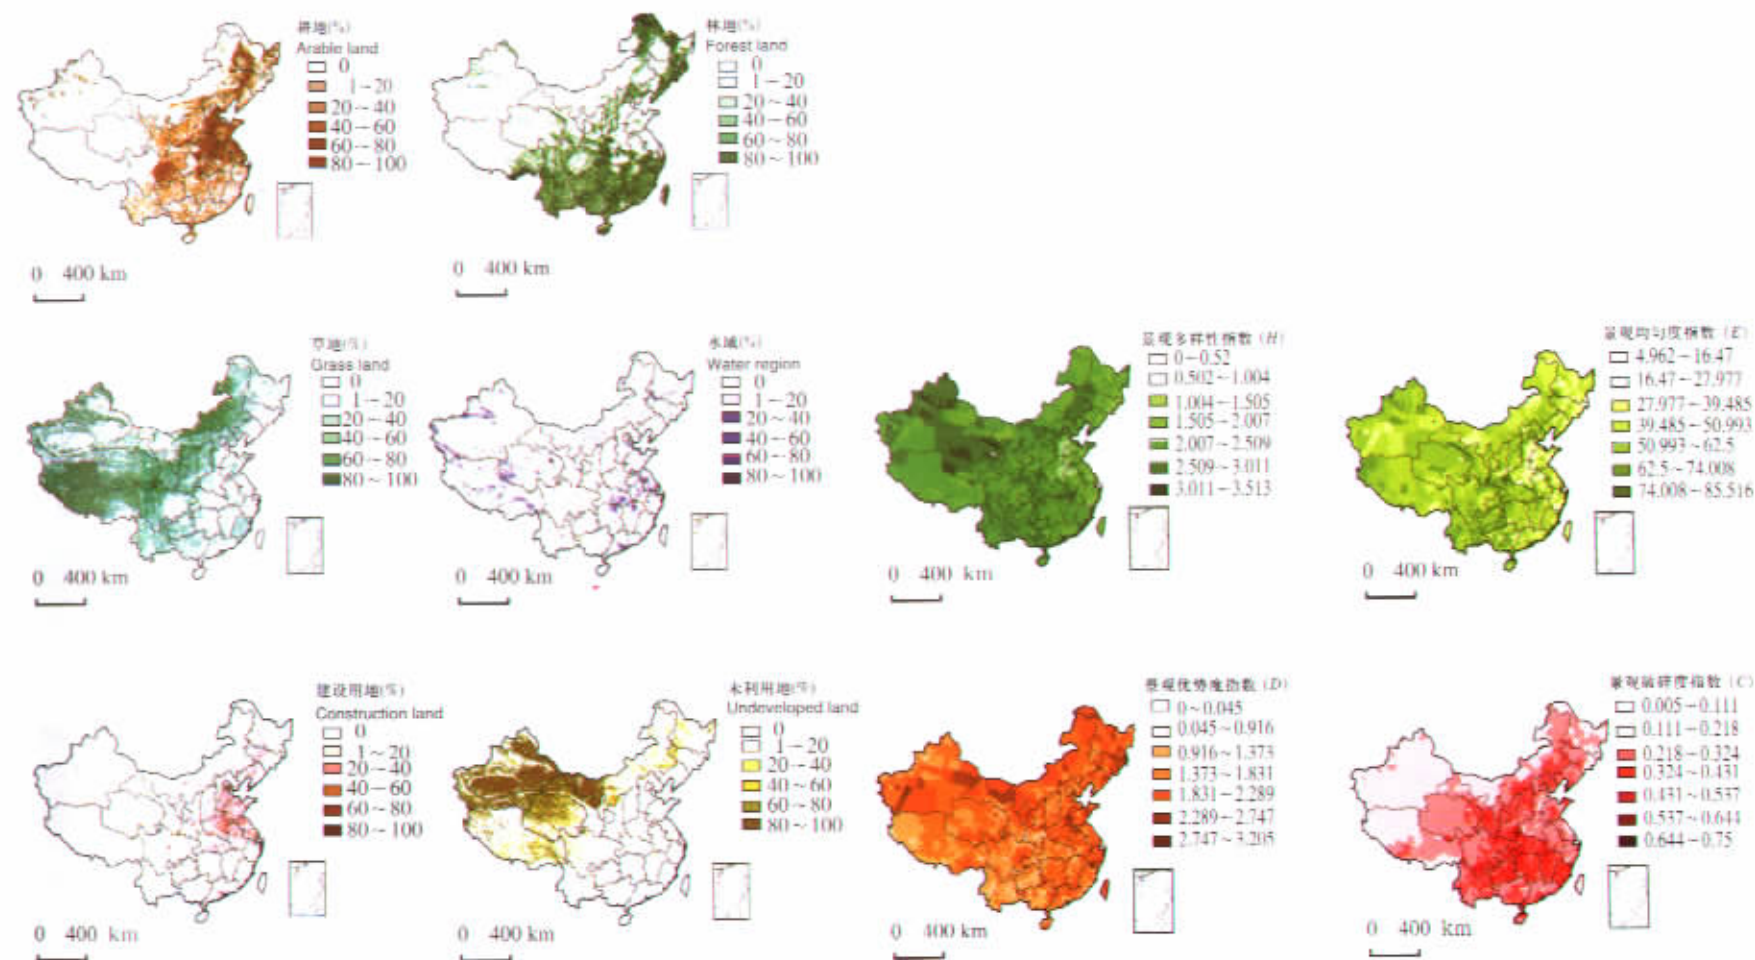 耕地(%)
Arable land
0
1~20
20~40
40~60
60~80
80~100
0 400 km
林地(%)
Forest land
0
1~20
20~40
40~60
60~80
80~100
0 400 km
草地(%)
Grass land
0
1~20
20~40
40~60
60~80
80~100
0 400 km
水域(%)
Water region
0
1~20
20~40
40~60
60~80
80~100
0 400 km
景观多样性指数 (H)
0~0.52
0.502~1.004
1.004~1.505
1.505~2.007
2.007~2.509
2.509~3.011
3.011~3.513
0 400 km
景观均匀度指数 (E)
4.962~16.47
16.47~27.977
27.977~39.485
39.485~50.993
50.993~62.5
62.5~74.008
74.008~85.516
0 400 km
建设用地(%)
Construction land
0
1~20
20~40
40~60
60~80
80~100
0 400 km
未利用地(%)
Undeveloped land
0
1~20
20~40
40~60
60~80
80~100
0 400 km
景观优势度指数 (D)
0~0.045
0.045~0.916
0.916~1.373
1.373~1.831
1.831~2.289
2.289~2.747
2.747~3.205
0 400 km
景观破碎度指数 (C)
0.005~0.111
0.111~0.218
0.218~0.324
0.324~0.431
0.431~0.537
0.537~0.644
0.644~0.75
0 400 km